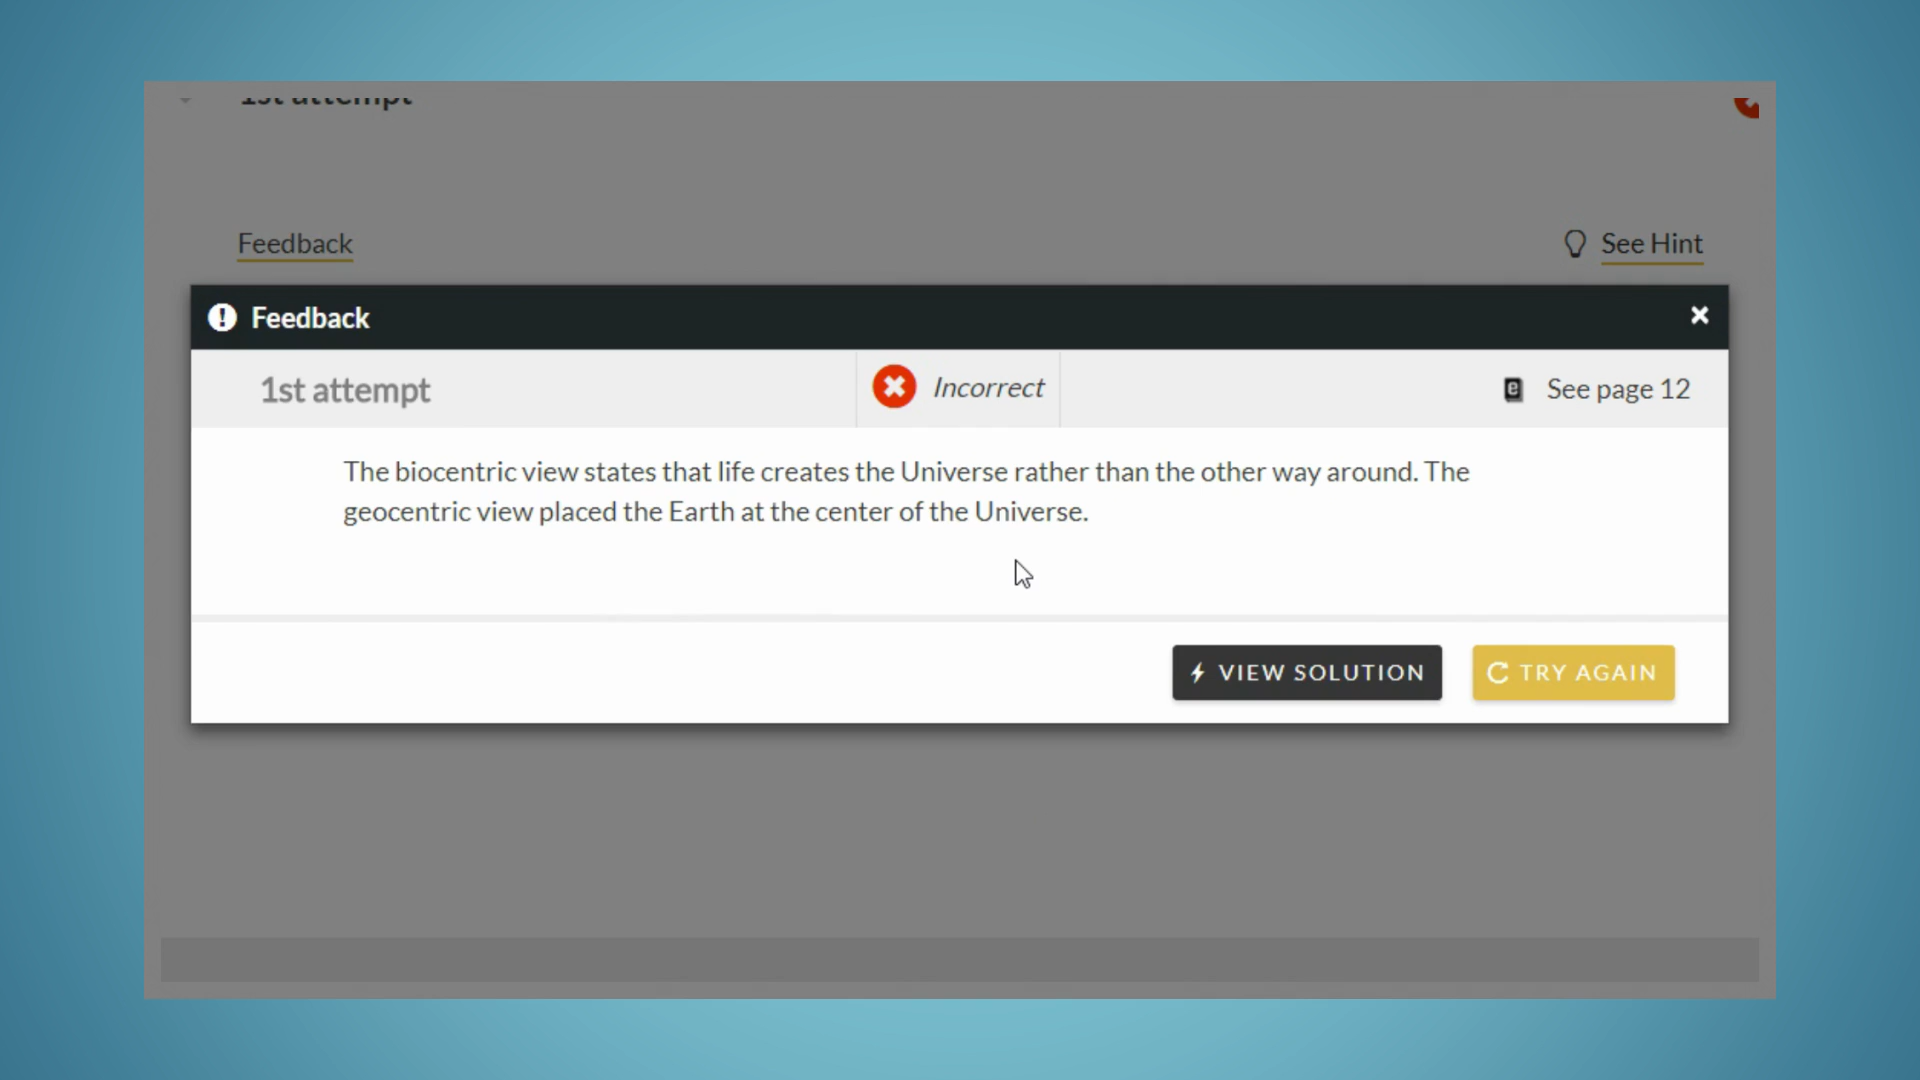 1st attempt
Feedback
See Hint
Feedback
1st attempt
Incorrect
See page 12
The biocentric view states that life creates the Universe rather than the other way around. The
geocentric view placed the Earth at the center of the Universe.
VIEW SOLUTION
TRY AGAIN